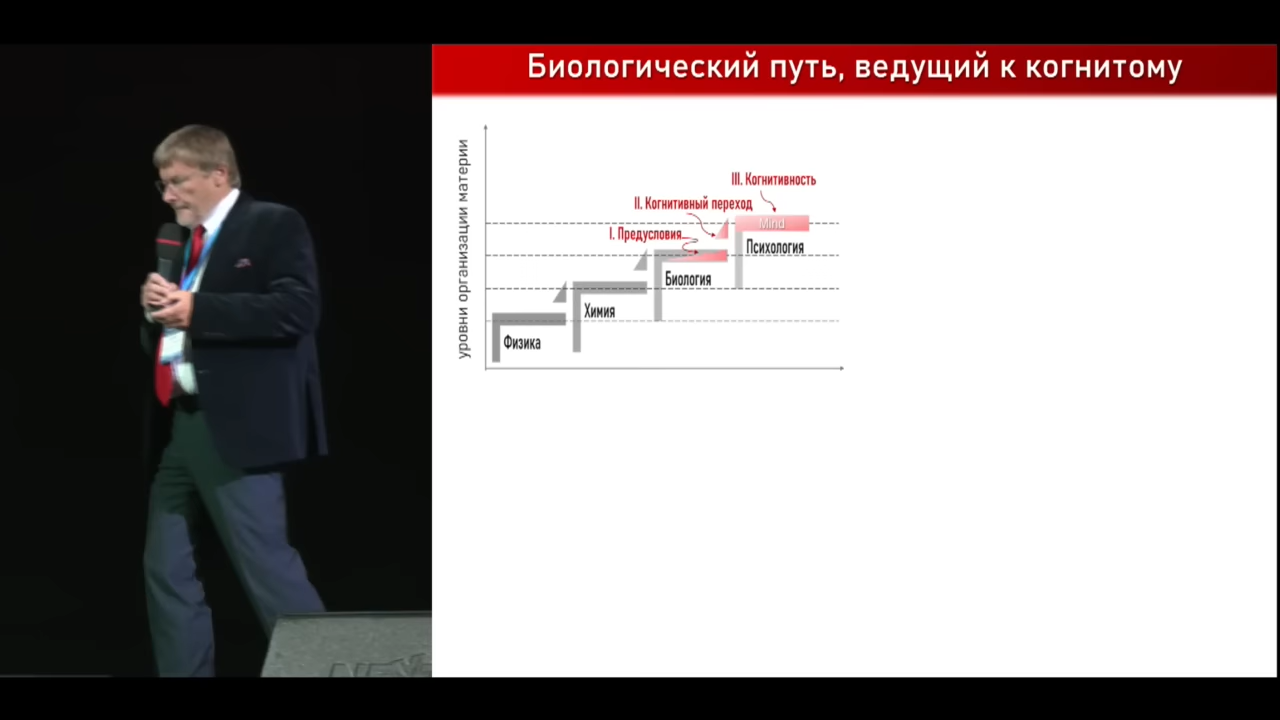 Биологический путь, ведущий к когнитому
уровни организации материи
III. Когнитивность
II. Когнитивный переход
Mind
I. Предусловия
Психология
Биология
Химия
Физика